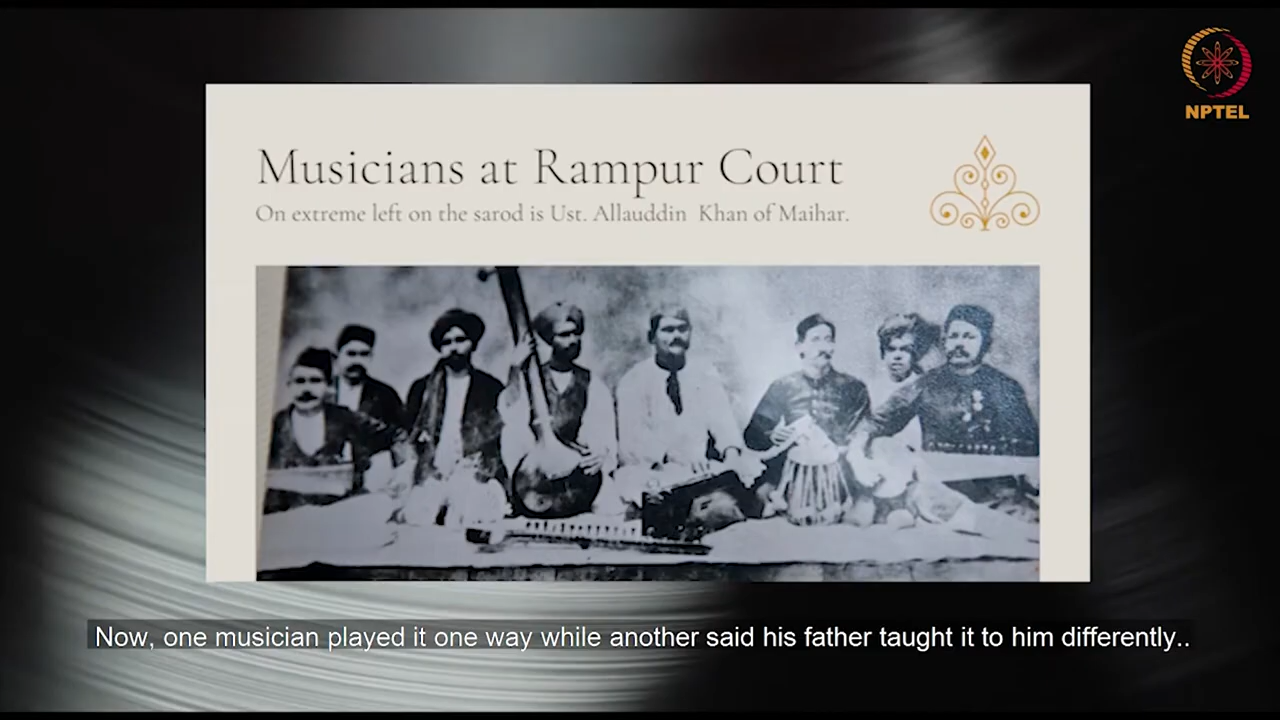 NPTEL
Musicians at Rampur Court
On extreme left on the sarod is Ust. Allauddin Khan of Maihar.
Now, one musician played it one way while another said his father taught it to him differently..